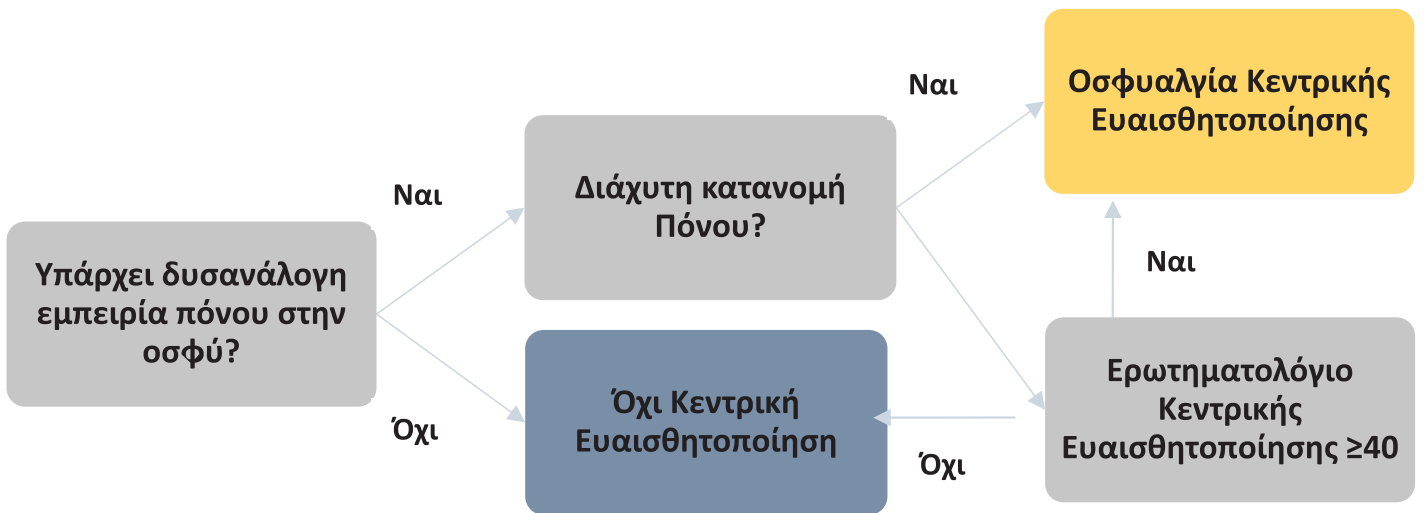 Υπάρχει δυσανάλογη
εμπειρία πόνου στην
οσφύ?
Ναι
Όχι
Διάχυτη κατανομή
Πόνου?
Όχι Κεντρική
Ευαισθητοποίηση
Ναι
Οσφυαλγία Κεντρικής
Ευαισθητοποίησης
Ναι
Ερωτηματολόγιο
Κεντρικής
Ευαισθητοποίησης ≥40
Όχι